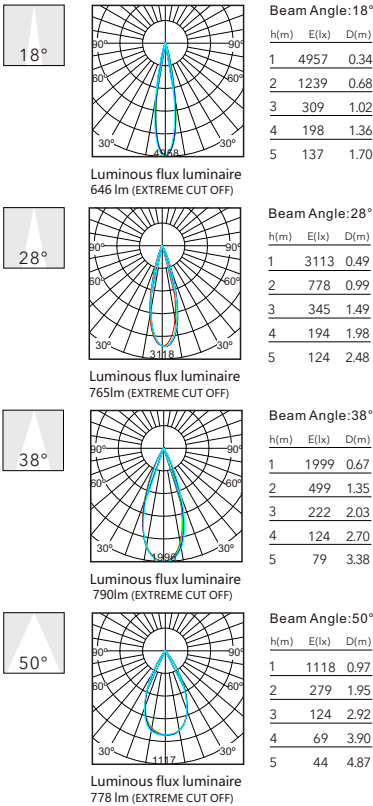 18°
90° 90°
60° 60°
30° 30°
4958
Luminous flux luminaire
646 lm (EXTREME CUT OFF)
Beam Angle:18°
h(m) E(lx) D(m)
1 4957 0.34
2 1239 0.68
3 309 1.02
4 198 1.36
5 137 1.70
28°
90° 90°
60° 60°
30° 30°
3118
Luminous flux luminaire
765lm (EXTREME CUT OFF)
Beam Angle:28°
h(m) E(lx) D(m)
1 3113 0.49
2 778 0.99
3 345 1.49
4 194 1.98
5 124 2.48
38°
90° 90°
60° 60°
30° 30°
1996
Luminous flux luminaire
790lm (EXTREME CUT OFF)
Beam Angle:38°
h(m) E(lx) D(m)
1 1999 0.67
2 499 1.35
3 222 2.03
4 124 2.70
5 79 3.38
50°
90° 90°
60° 60°
30° 30°
1117
Luminous flux luminaire
778 lm (EXTREME CUT OFF)
Beam Angle:50°
h(m) E(lx) D(m)
1 1118 0.97
2 279 1.95
3 124 2.92
4 69 3.90
5 44 4.87